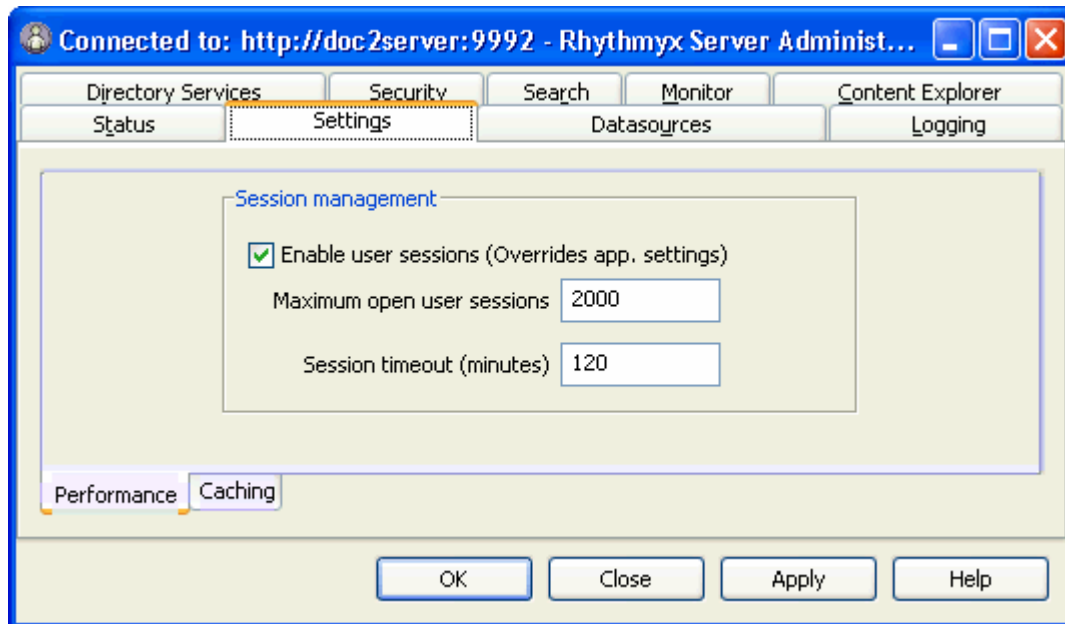 Connected to: http://doc2server:9992 - Rhythmyx Server Administ...
Directory Services Security Search Monitor Content Explorer
Status Settings Datasources Logging
Session management
Enable user sessions (Overrides app. settings)
Maximum open user sessions 2000
Session timeout (minutes) 120
Performance Caching
OK Close Apply Help